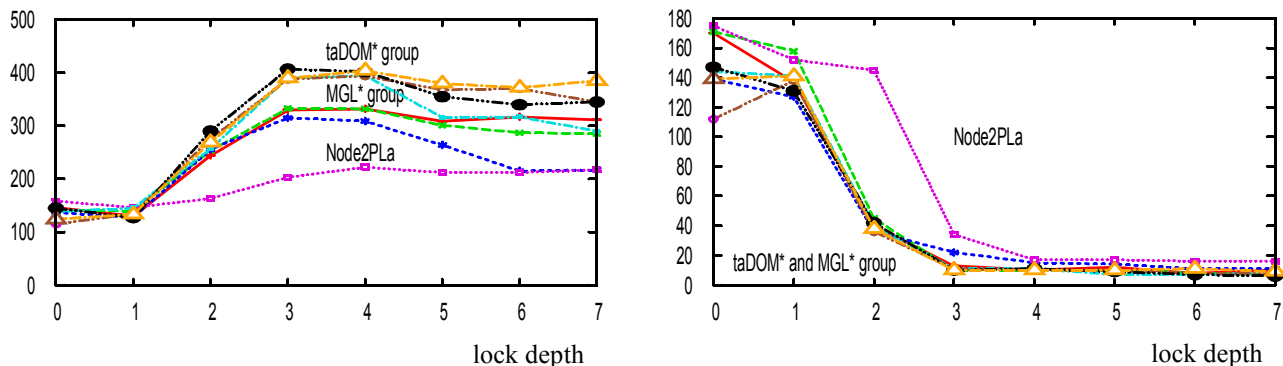 500
400
300
200
100
0
taDOM* group
MGL* group
Node2PLa
0 1 2 3 4 5 6 7
lock depth
180
160
140
120
100
80
60
40
20
0
Node2PLa
taDOM* and MGL* group
0 1 2 3 4 5 6 7
lock depth